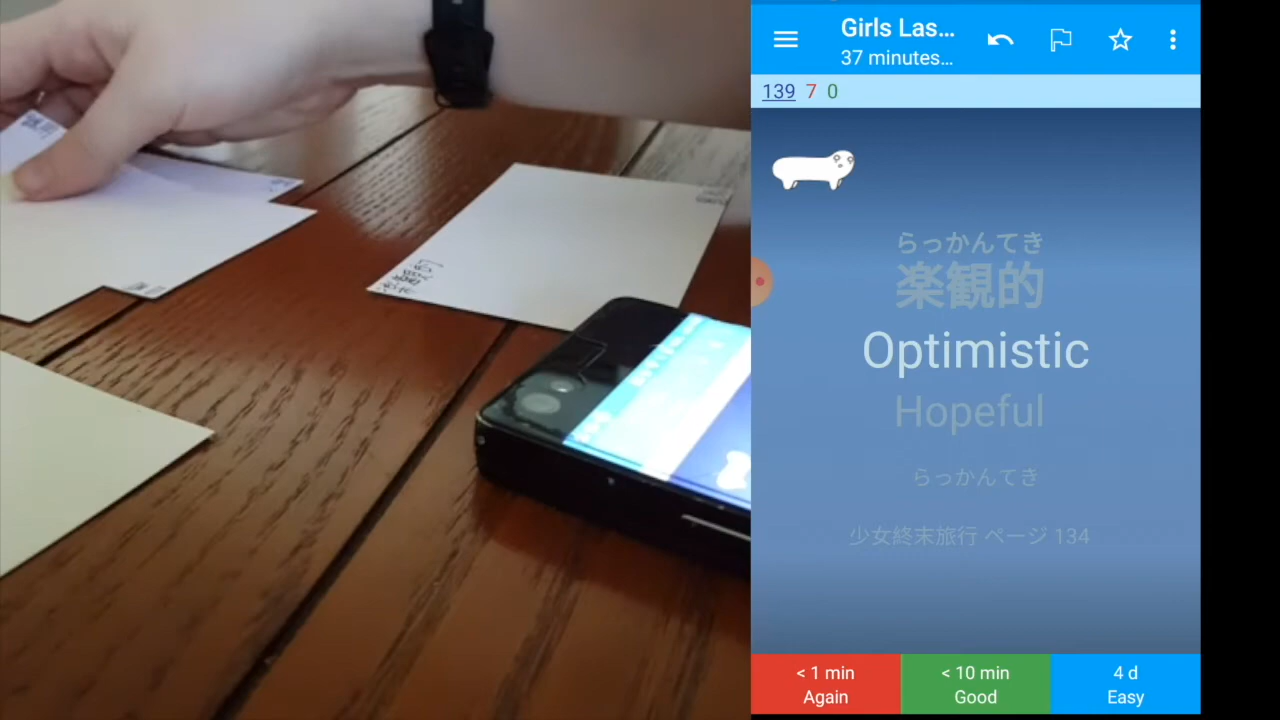 Girls Las...
37 minutes...
139 7 0
らっかんてき
楽観的
Optimistic
Hopeful
らっかんてき
少女終末旅行 ページ 134
< 1 min
Again
< 10 min
Good
4 d
Easy